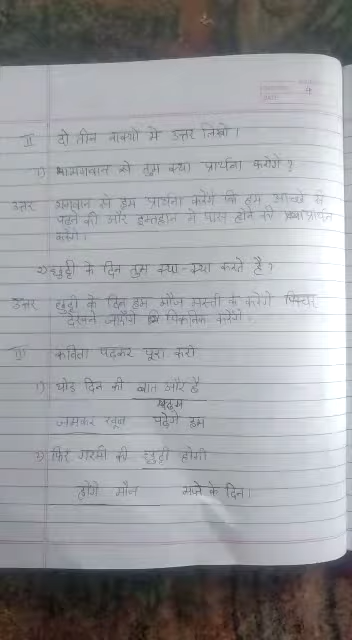 4
II दो तीन वाक्यों में उत्तर लिखो।
1) भगवान से तुम क्या प्रार्थना करोगे ?
उत्तर भगवान से हम प्रार्थना करेंगे कि हम अच्छे से
पढ़ने की और इम्तहान में पास होने की प्रार्थना
करेंगे।
2) छुट्टी के दिन तुम क्या-क्या करते है ?
उत्तर छुट्टी के दिन हम मौज मस्ती के करेंगे पिक्चर
देखने जाएँगे पिकनिक करेंगे।
III कविता पढ़कर पूरा करो
1) थोड़े दिन की बात और है
जमकर खूब पढ़ेंगे हम
2) फिर गरमी की छुट्टी होगी
होंगे मौज मजे के दिन।